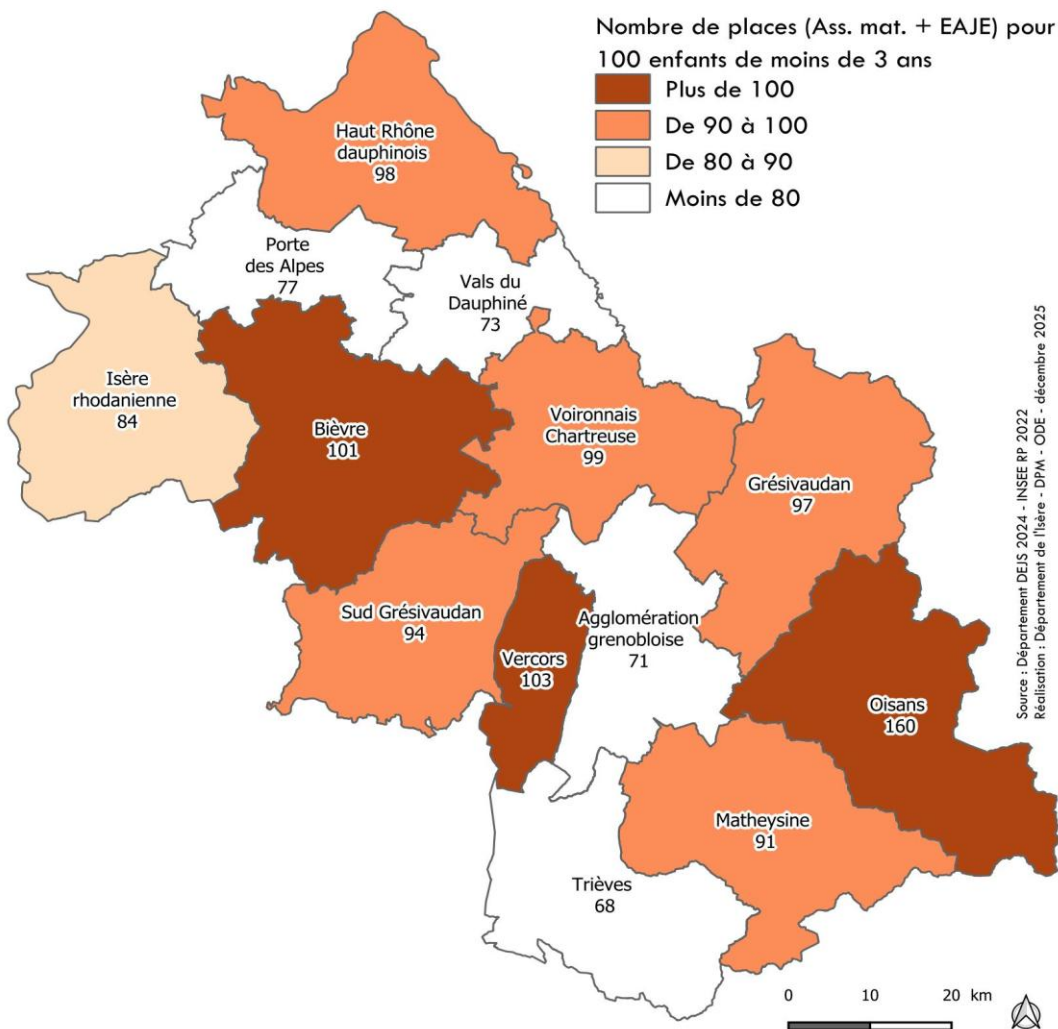 Nombre de places (Ass. mat. + EAJE) pour
100 enfants de moins de 3 ans
Plus de 100
De 90 à 100
De 80 à 90
Moins de 80
Haut Rhône
dauphinois
98
Porte
des Alpes
77
Vals du
Dauphiné
73
Isère
rhodanienne
84
Bièvre
101
Voironnais
Chartreuse
99
Grésivaudan
97
Sud Grésivaudan
94
Vercors
103
Agglomération
grenobloise
71
Oisans
160
Matheysine
91
Trièves
68
Source : Département DEJS 2024 - INSEE RP 2022
Réalisation : Département de l'Isère - DPM - ODE - décembre 2025
0 10 20 km